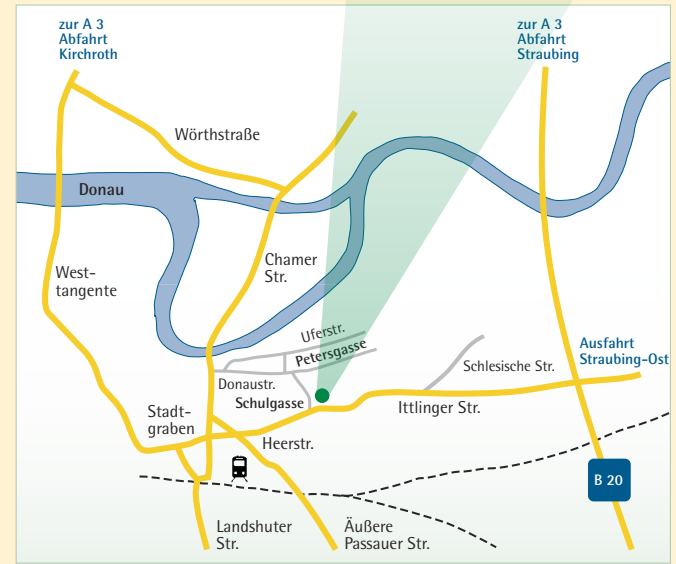 zur A 3
Abfahrt
Kirchroth
zur A 3
Abfahrt
Straubing
Wörthstraße
Donau
West-
tangente
Chamer
Str.
Uferstr.
Petersgasse
Donaustr.
Schulgasse
Schlesische Str.
Ausfahrt
Straubing-Ost
Ittlinger Str.
Stadt-
graben
Heerstr.
B 20
Landshuter
Str.
Äußere
Passauer Str.